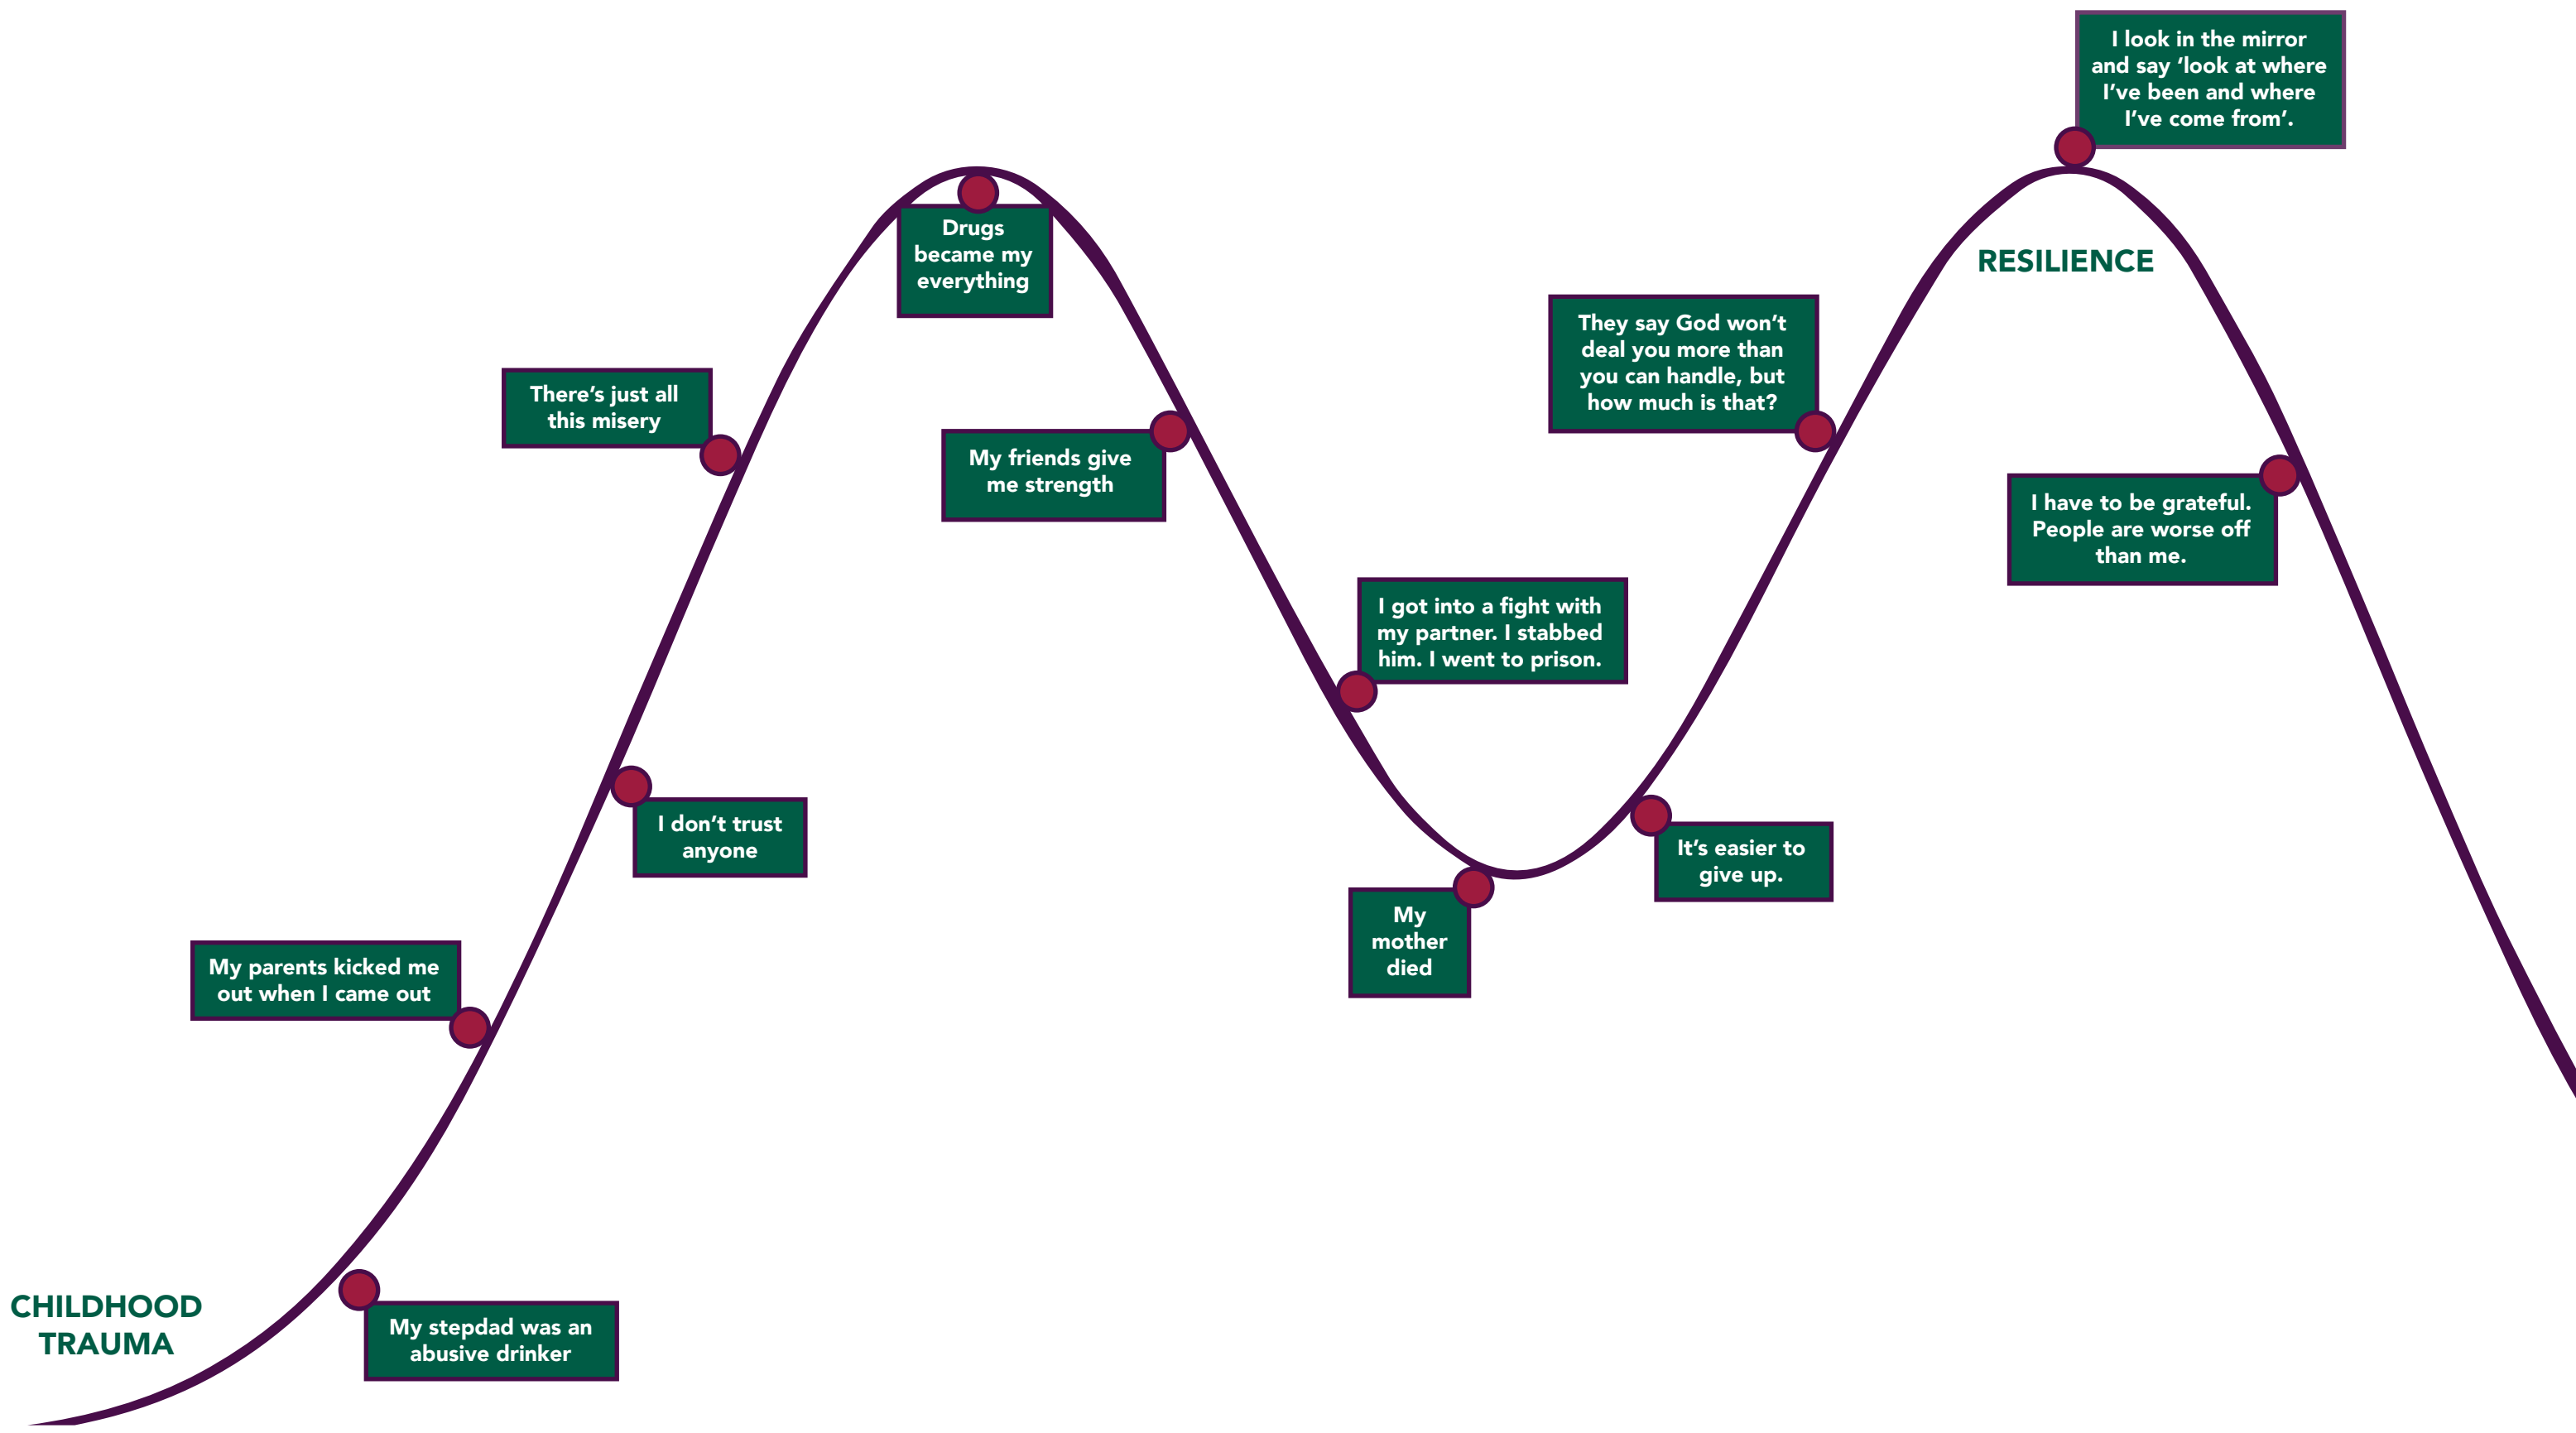 CHILDHOOD
TRAUMA
My stepdad was an
abusive drinker
My parents kicked me
out when I came out
I don’t trust
anyone
There’s just all
this misery
Drugs
became my
everything
My friends give
me strength
I got into a fight with
my partner. I stabbed
him. I went to prison.
My
mother
died
It’s easier to
give up.
They say God won’t
deal you more than
you can handle, but
how much is that?
RESILIENCE
I look in the mirror
and say ‘look at where
I’ve been and where
I’ve come from’.
I have to be grateful.
People are worse off
than me.